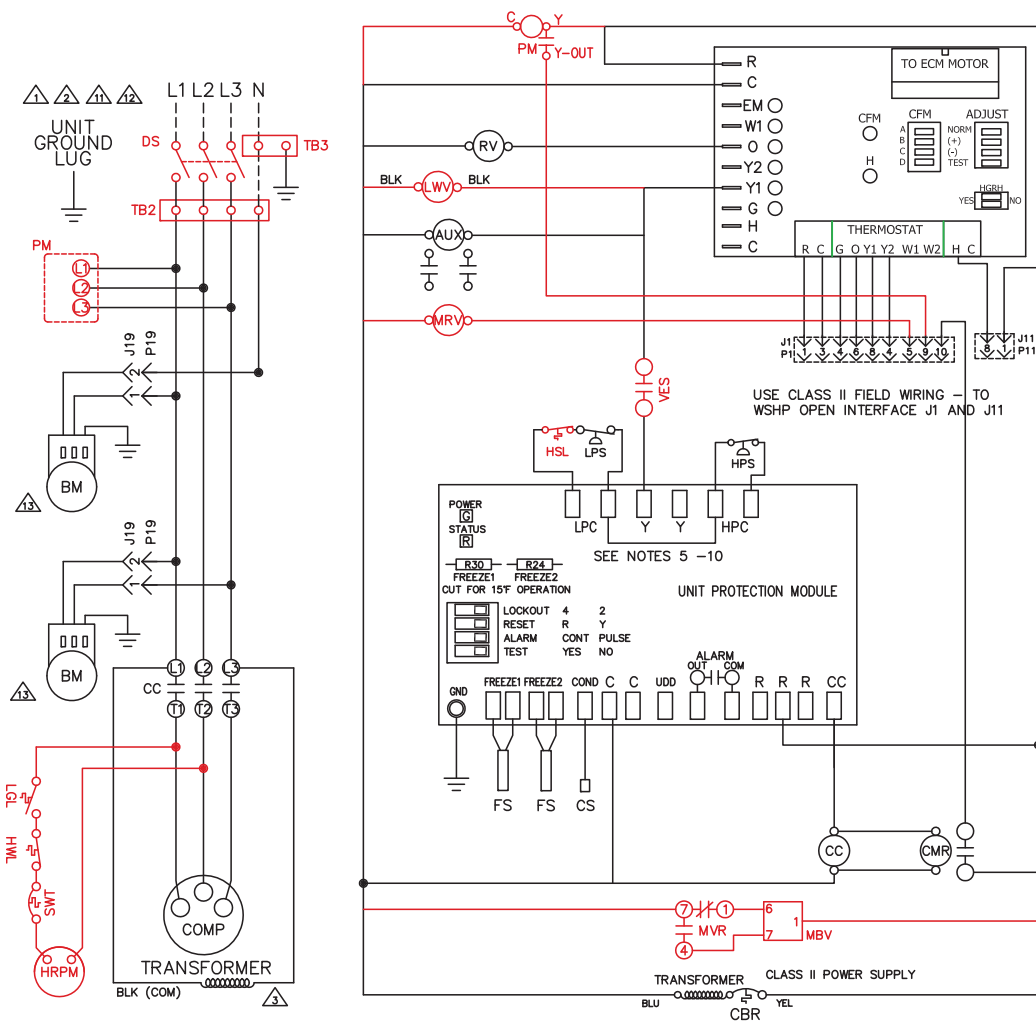 1 2 11 12
L1 L2 L3 N
UNIT
GROUND
LUG
DS
TB3
TB2
PM
L1
L2
L3
J19 P19
2
1
BM
13
J19 P19
2
1
BM
13
L1 L2 L3
CC
T1 T2 T3
LGL
HWL
SWT
HRPM
COMP
TRANSFORMER
BLK (COM)
3
C Y
PM Y-OUT
RV
BLK LWV BLK
AUX
MRV
VES
R
C
EM
W1
O
Y2
Y1
G
H
C
TO ECM MOTOR
CFM
H
CFM
A
B
C
D
ADJUST
NORM
(+)
(-)
TEST
HGRH
YES NO
THERMOSTAT
R C G O Y1 Y2 W1 W2 H C
J1
P1
1 3 4 6 8 4 5 9 10
8 1
J11
P11
USE CLASS II FIELD WIRING - TO
WSHP OPEN INTERFACE J1 AND J11
HSL LPS
HPS
LPC Y Y HPC
SEE NOTES 5 -10
POWER
G
STATUS
R
R30 R24
FREEZE1 FREEZE2
CUT FOR 15°F OPERATION
UNIT PROTECTION MODULE
LOCKOUT 4 2
RESET R Y
ALARM CONT PULSE
TEST YES NO
ALARM
OUT COM
GND
FREEZE1 FREEZE2 COND C C UDD R R R CC
FS FS CS
CC CMR
7 1 6
MVR
4 7
1
MBV
TRANSFORMER CLASS II POWER SUPPLY
BLU YEL
CBR